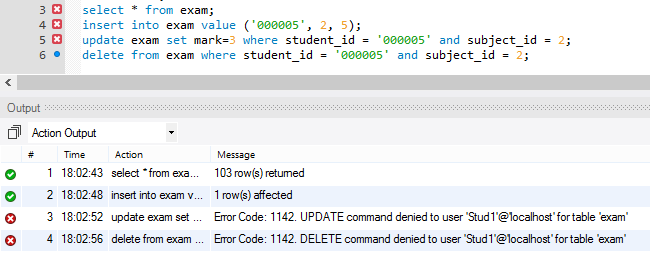 3 select * from exam;
4 insert into exam value ('000005', 2, 5);
5 update exam set mark=3 where student_id = '000005' and subject_id = 2;
6 delete from exam where student_id = '000005' and subject_id = 2;
Output
Action Output
# Time Action Message
1 18:02:43 select * from exa... 103 row(s) returned
2 18:02:48 insert into exam v... 1 row(s) affected
3 18:02:52 update exam set ... Error Code: 1142. UPDATE command denied to user 'Stud1'@'localhost' for table 'exam'
4 18:02:56 delete from exam ... Error Code: 1142. DELETE command denied to user 'Stud1'@'localhost' for table 'exam'